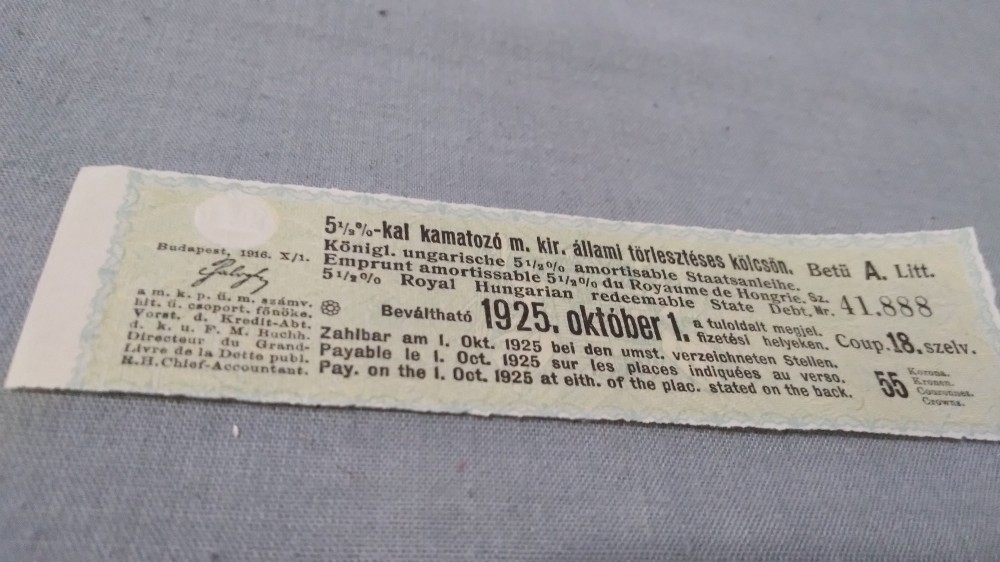 Budapest, 1916. X/1.
a m. k. p. ü. m. számv.
hlt. ü. csoport. főnöke.
Vorst. d. Kredit-Abt.
d. k. u. F. M. Buchh.
Directeur du Grand-
Livre de la Dette publ.
R.H. Chief-Accountant.
5½%-kal kamatozó m. kir. állami törlesztéses kölcsön.
Königl. ungarische 5½% amortisable Staatsanleihe.
Emprunt amortissable 5½% du Royaume de Hongrie.
5½% Royal Hungarian redeemable State Debt.
Beváltható 1925. október 1. a tuloldalt megjel. fizetési helyeken.
Zahlbar am 1. Okt. 1925 bei den umst. verzeichneten Stellen.
Payable le 1. Oct. 1925 sur les places indiquées au verso.
Pay. on the 1. Oct. 1925 at eith. of the plac. stated on the back.
Betü A. Litt.
Sz. Nr. 41.888
Coup. 18. szelv.
55 Korona.
Kronen.
Couronnes.
Crowns.